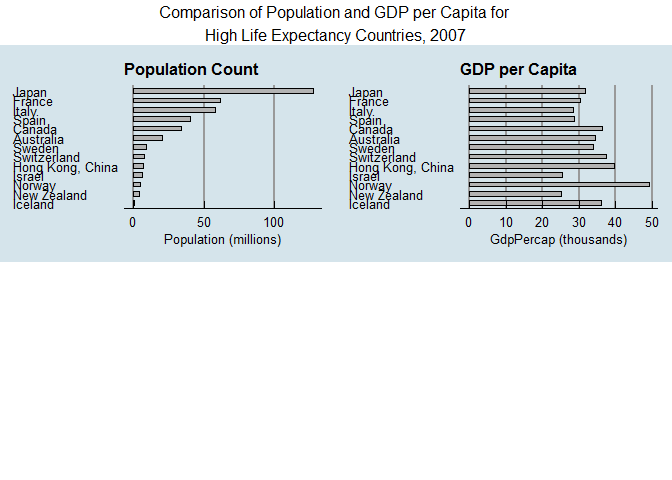 Comparison of Population and GDP per Capita for
High Life Expectancy Countries, 2007
Population Count
Japan
France
Italy
Spain
Canada
Australia
Sweden
Switzerland
Hong Kong, China
Israel
Norway
New Zealand
Iceland
0 50 100
Population (millions)
GDP per Capita
Japan
France
Italy
Spain
Canada
Australia
Sweden
Switzerland
Hong Kong, China
Israel
Norway
New Zealand
Iceland
0 10 20 30 40 50
GdpPercap (thousands)